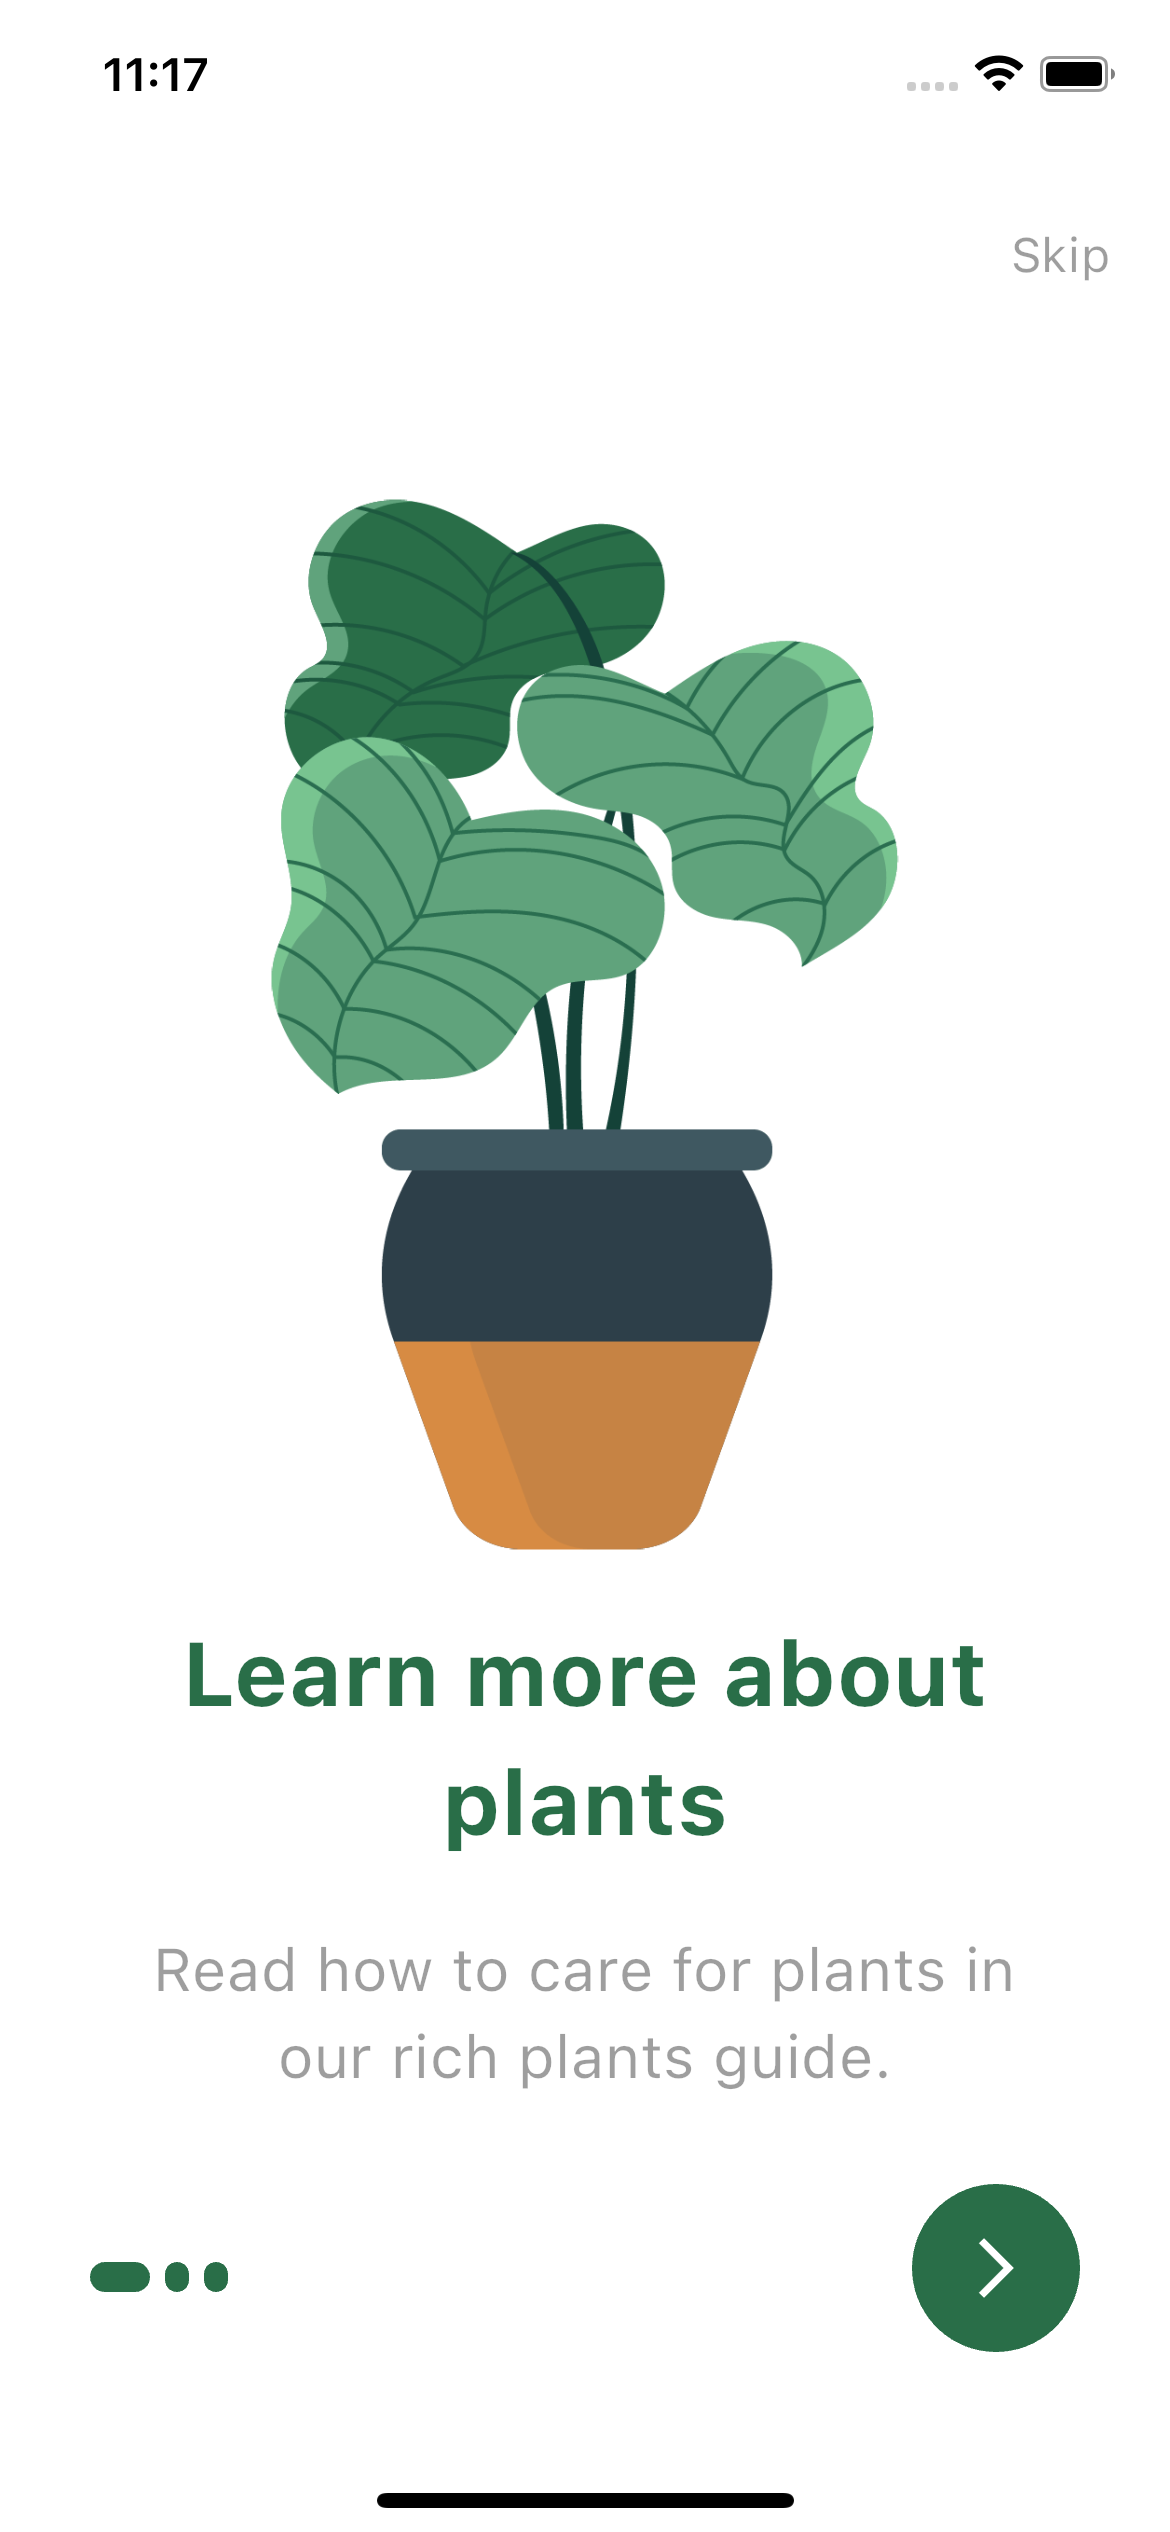 11:17
Skip
Learn more about
plants
Read how to care for plants in
our rich plants guide.